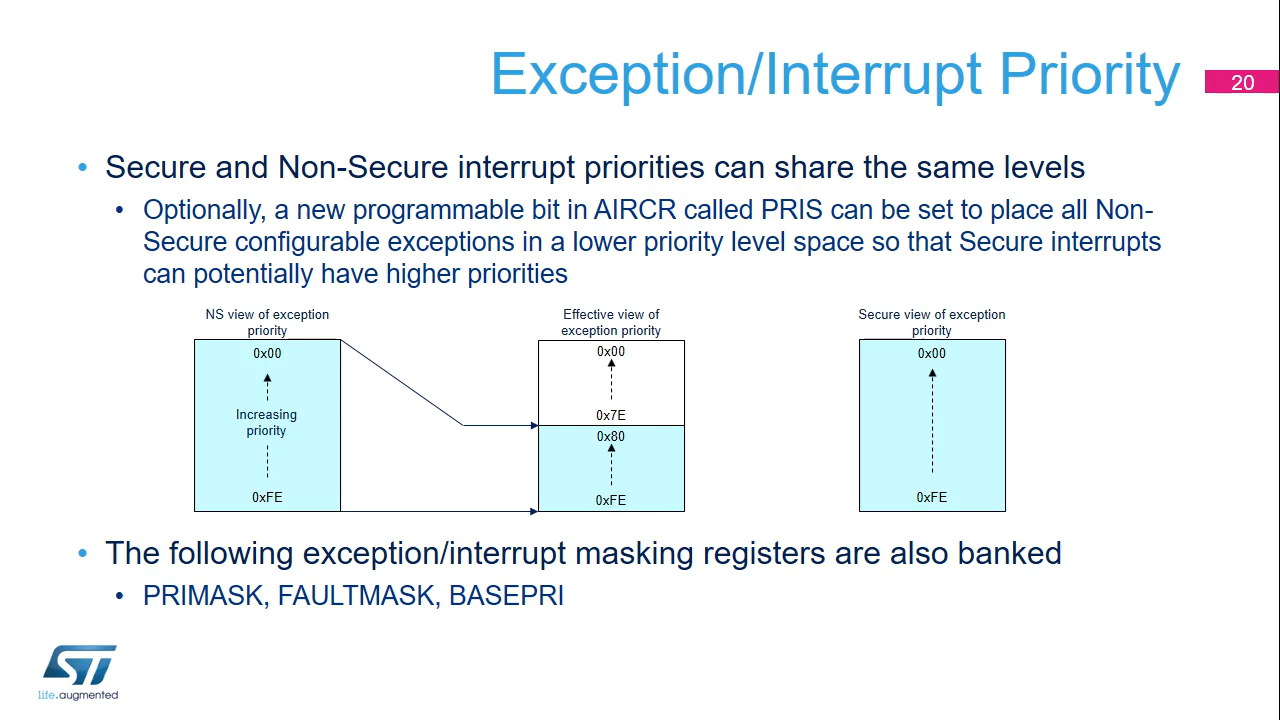 Exception/Interrupt Priority
20
• Secure and Non-Secure interrupt priorities can share the same levels
• Optionally, a new programmable bit in AIRCR called PRIS can be set to place all Non-
Secure configurable exceptions in a lower priority level space so that Secure interrupts
can potentially have higher priorities
NS view of exception
priority
0x00
Increasing
priority
0xFE
Effective view of
exception priority
0x00
0x7E
0x80
0xFE
Secure view of exception
priority
0x00
0xFE
• The following exception/interrupt masking registers are also banked
• PRIMASK, FAULTMASK, BASEPRI
ST
life.augmented